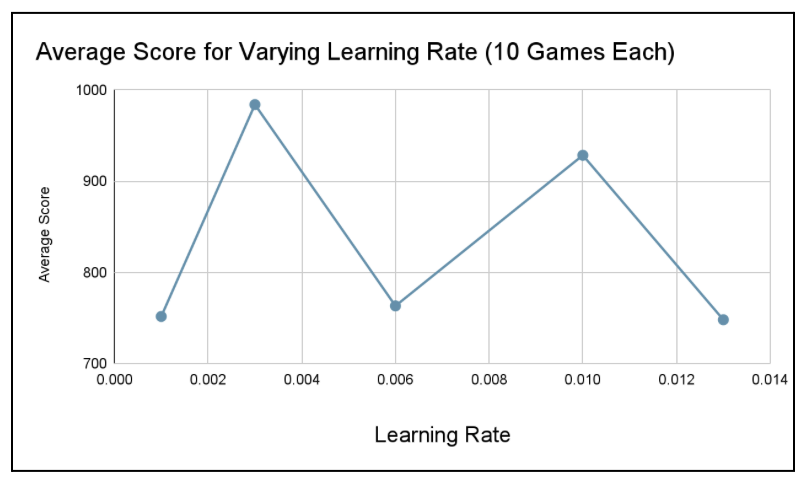 Average Score for Varying Learning Rate (10 Games Each)
1000
900
800
700
Average Score
0.000 0.002 0.004 0.006 0.008 0.010 0.012 0.014
Learning Rate